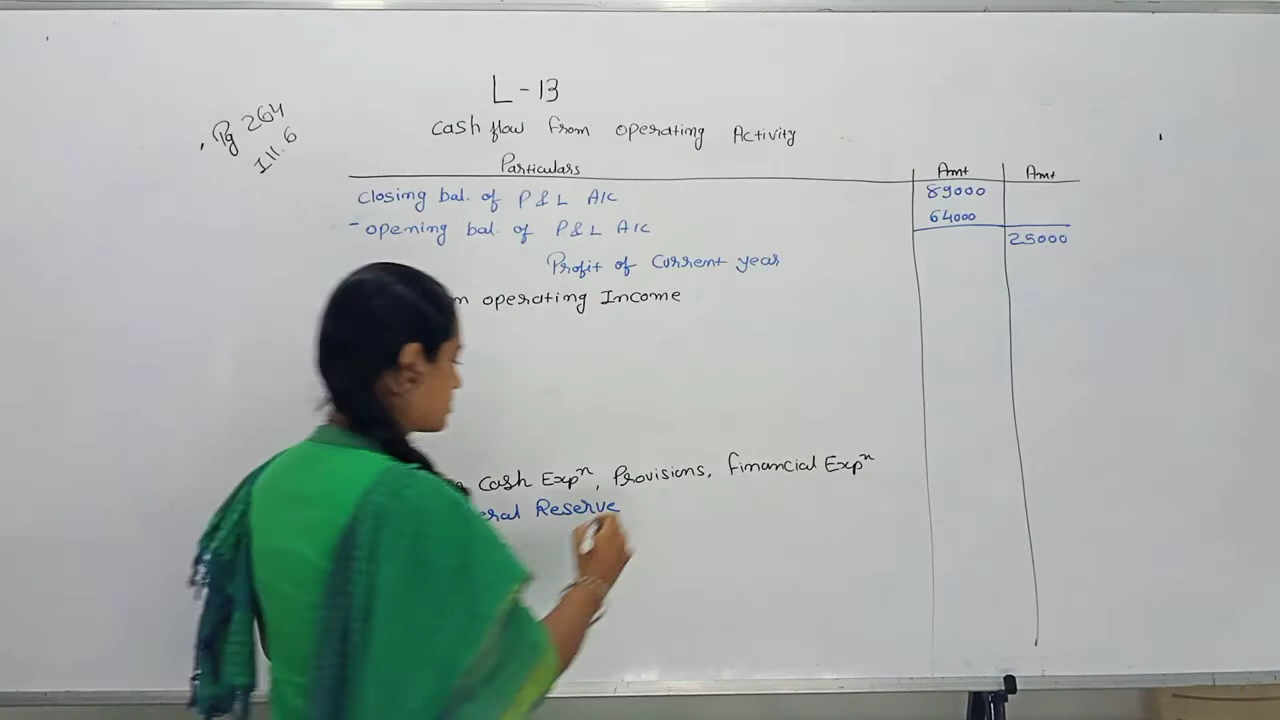 L - 13
Pg 264
Ill. 6
Cash flow from operating Activity
Particulars Amt Amt
closing bal. of P & L A/C 89000
- opening bal. of P & L A/C 64000
25000
Profit of Current year
operating Income
Cash Expn, Provisions, Financial Expn
Reserve